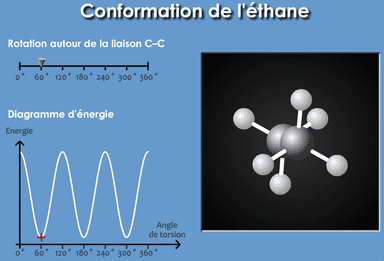 Conformation de l'éthane
Rotation autour de la liaison C–C
0° 60° 120° 180° 240° 300° 360°
Diagramme d'énergie
Energie
Angle
de torsion
0° 60° 120° 180° 240° 300° 360°